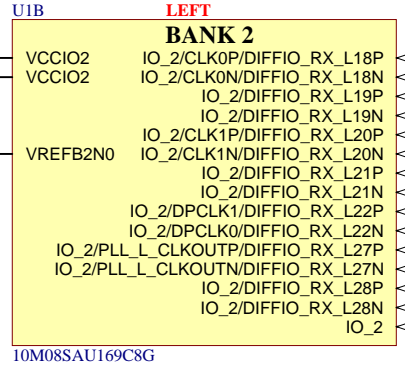 U1B LEFT
BANK 2
VCCIO2 IO_2/CLK0P/DIFFIO_RX_L18P
VCCIO2 IO_2/CLK0N/DIFFIO_RX_L18N
IO_2/DIFFIO_RX_L19P
IO_2/DIFFIO_RX_L19N
IO_2/CLK1P/DIFFIO_RX_L20P
VREFB2N0 IO_2/CLK1N/DIFFIO_RX_L20N
IO_2/DIFFIO_RX_L21P
IO_2/DIFFIO_RX_L21N
IO_2/DPCLK1/DIFFIO_RX_L22P
IO_2/DPCLK0/DIFFIO_RX_L22N
IO_2/PLL_L_CLKOUTP/DIFFIO_RX_L27P
IO_2/PLL_L_CLKOUTN/DIFFIO_RX_L27N
IO_2/DIFFIO_RX_L28P
IO_2/DIFFIO_RX_L28N
IO_2
10M08SAU169C8G